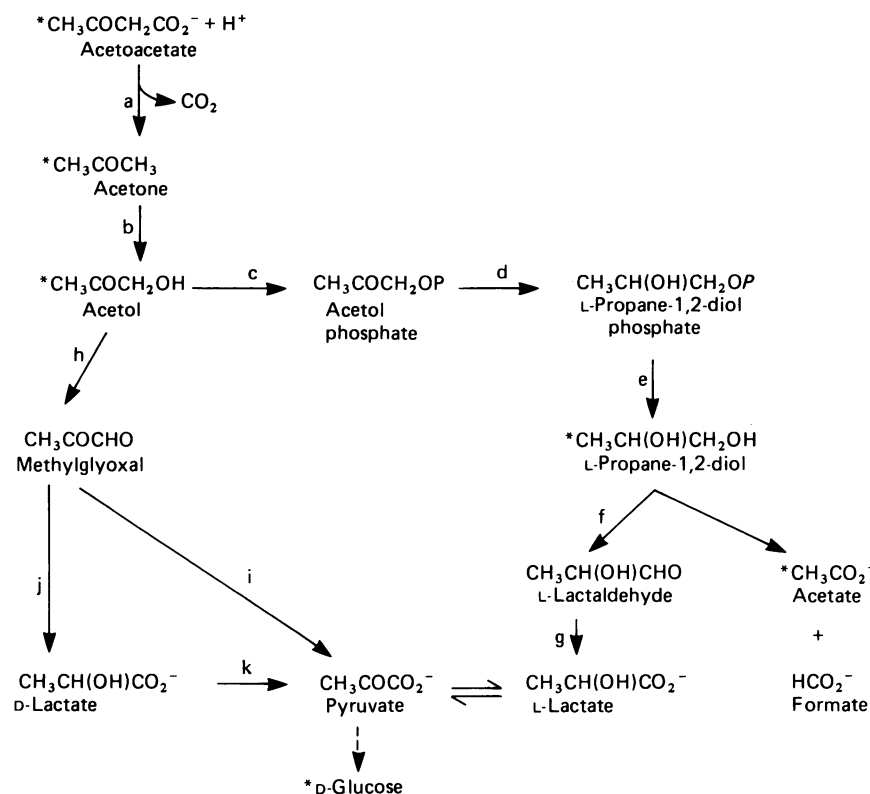 *CH₃COCH₂CO₂⁻ + H⁺
Acetoacetate
a
CO₂
*CH₃COCH₃
Acetone
b
*CH₃COCH₂OH
Acetol
c
CH₃COCH₂OP
Acetol
phosphate
d
CH₃CH(OH)CH₂OP
L-Propane-1,2-diol
phosphate
h
e
CH₃COCHO
Methylglyoxal
*CH₃CH(OH)CH₂OH
L-Propane-1,2-diol
f
j
i
CH₃CH(OH)CHO
L-Lactaldehyde
*CH₃CO₂⁻
Acetate
g
+
CH₃CH(OH)CO₂⁻
D-Lactate
k
CH₃COCO₂⁻
Pyruvate
CH₃CH(OH)CO₂⁻
L-Lactate
HCO₂⁻
Formate
*D-Glucose